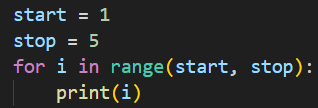 start = 1
stop = 5
for i in range(start, stop):
    print(i)